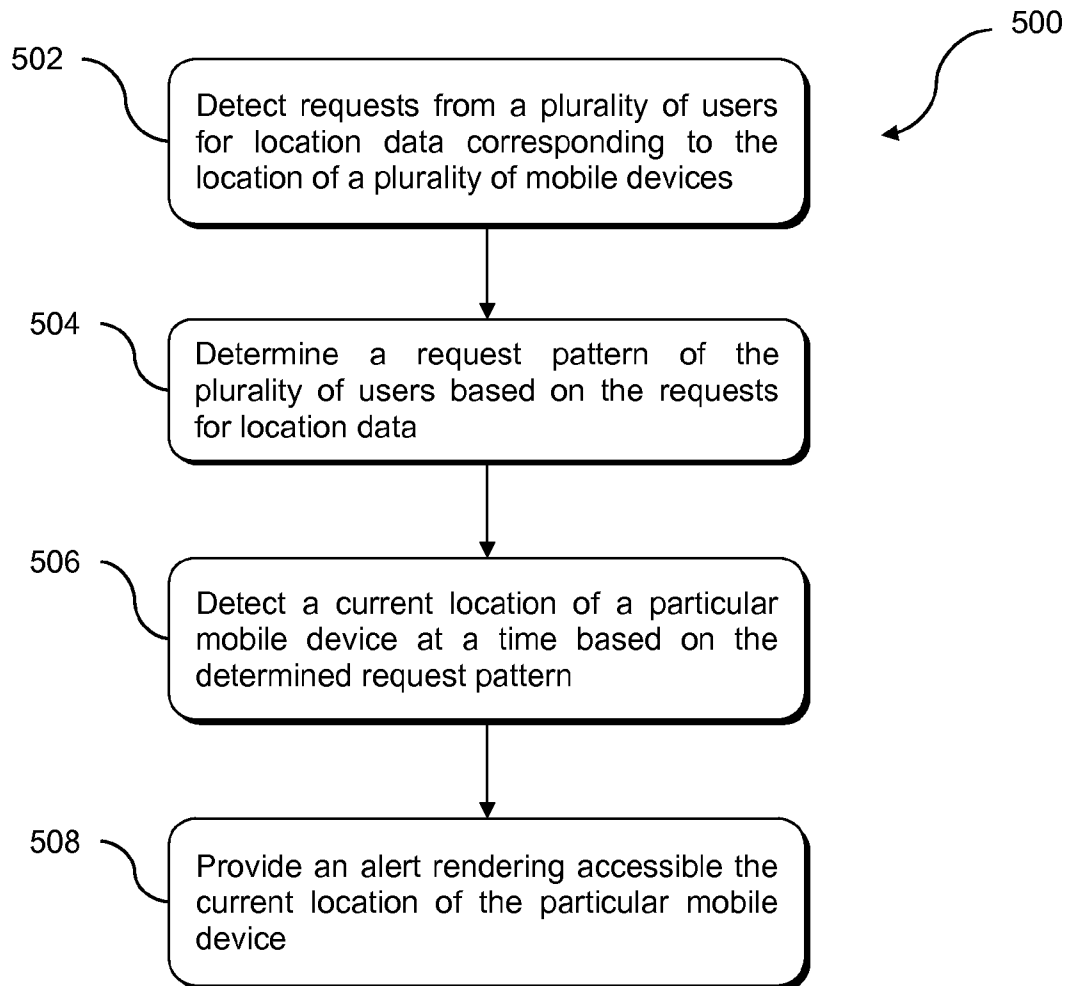 500
502
Detect requests from a plurality of users
for location data corresponding to the
location of a plurality of mobile devices
504
Determine a request pattern of the
plurality of users based on the requests
for location data
506
Detect a current location of a particular
mobile device at a time based on the
determined request pattern
508
Provide an alert rendering accessible the
current location of the particular mobile
device